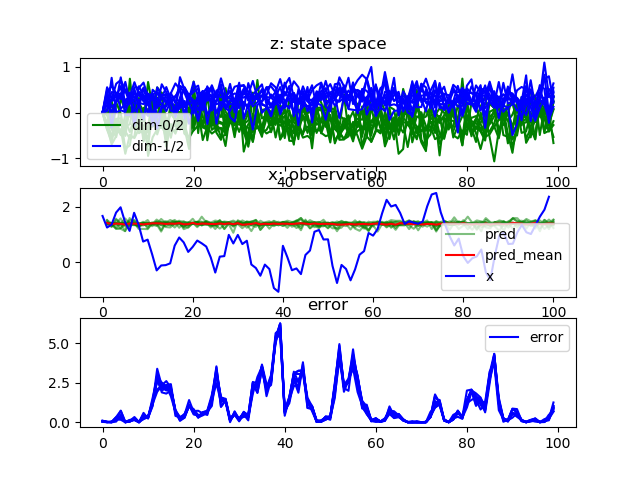 z: state space
1
0
−1
dim-0/2
dim-1/2
0 20 40 60 80 100
x: observation
2
0
pred
pred_mean
x
0 20 40 60 80 100
error
5.0
2.5
0.0
error
0 20 40 60 80 100